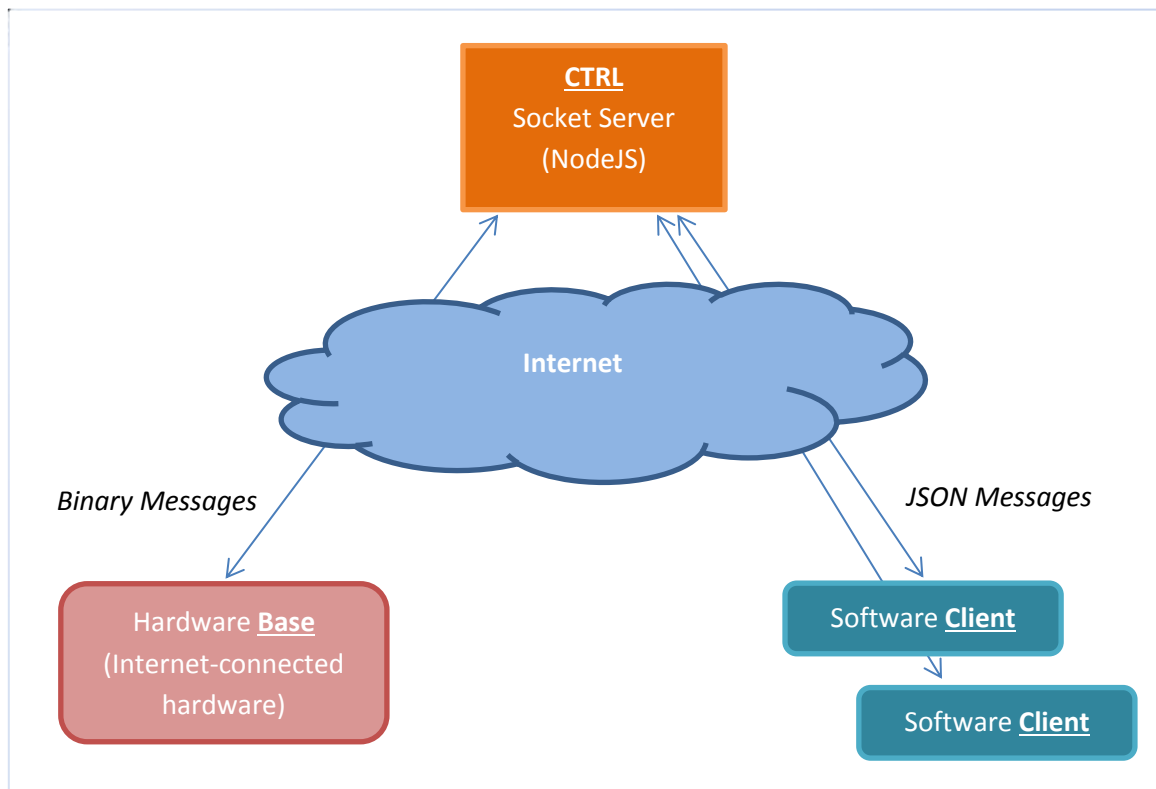 CTRL
Socket Server
(NodeJS)
Internet
Binary Messages
JSON Messages
Hardware Base
(Internet-connected
hardware)
Software Client
Software Client